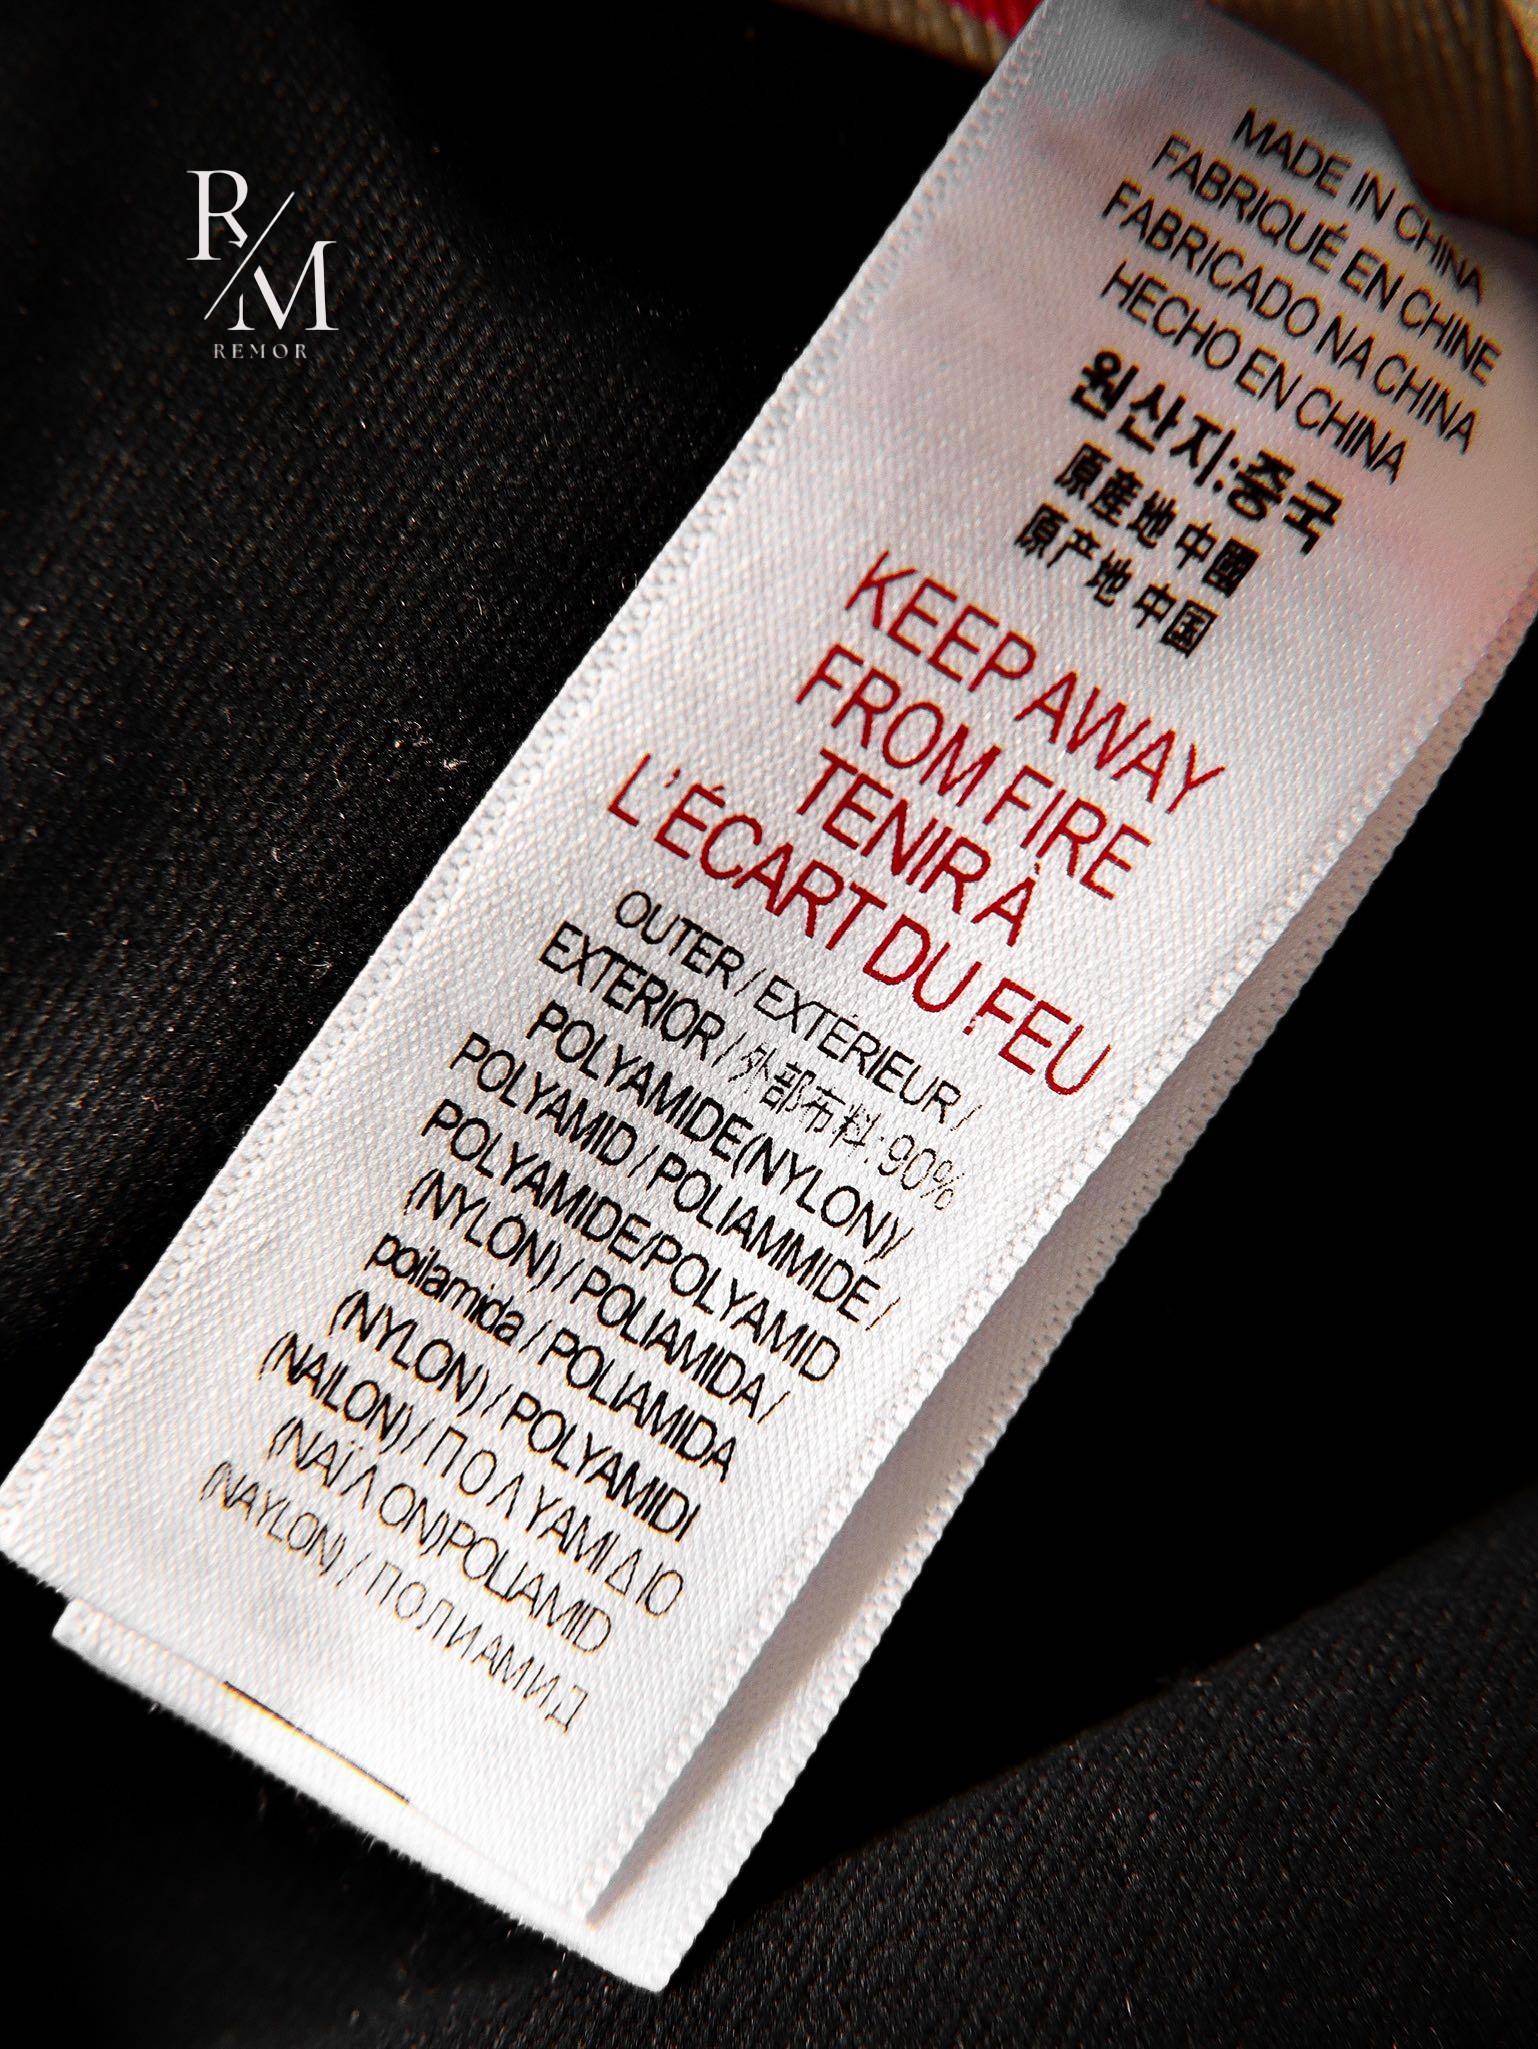 R/M
REMOR
MADE IN CHINA
FABRIQUÉ EN CHINE
FABRICADO NA CHINA
HECHO EN CHINA
원산지:중국
原產地 中國
原产地 中国
KEEP AWAY
FROM FIRE
TENIR À
L'ÉCART DU FEU
OUTER / EXTÉRIEUR /
EXTERIOR / 外部布料: 90%
POLYAMIDE(NYLON)/
POLYAMID / POLIAMMIDE /
POLYAMIDE/POLYAMID
(NYLON) / POLIAMIDA /
poilamida / POLIAMIDA
(NYLON) / POLYAMIDI
(NAILON) / ΠΟΛΥΑΜΙΔΙΟ
(ΝΑΪΛΟΝ)POLIAMID
(NAYLON) / ПОЛИАМИД